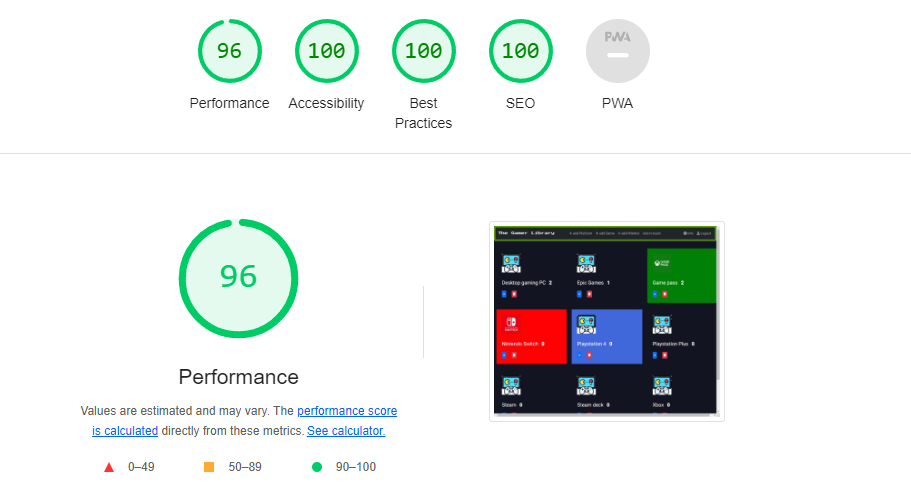 96 100 100 100 PWA
Performance Accessibility Best Practices SEO PWA
96
Performance
Values are estimated and may vary. The performance score
is calculated directly from these metrics. See calculator.
0–49 50–89 90–100
The Gamer Library
Desktop gaming PC 2 Epic Games 1 Game pass 2
Nintendo Switch 0 Playstation 4 0 Playstation Plus 0
Steam 0 Steam deck 0 Xbox 0